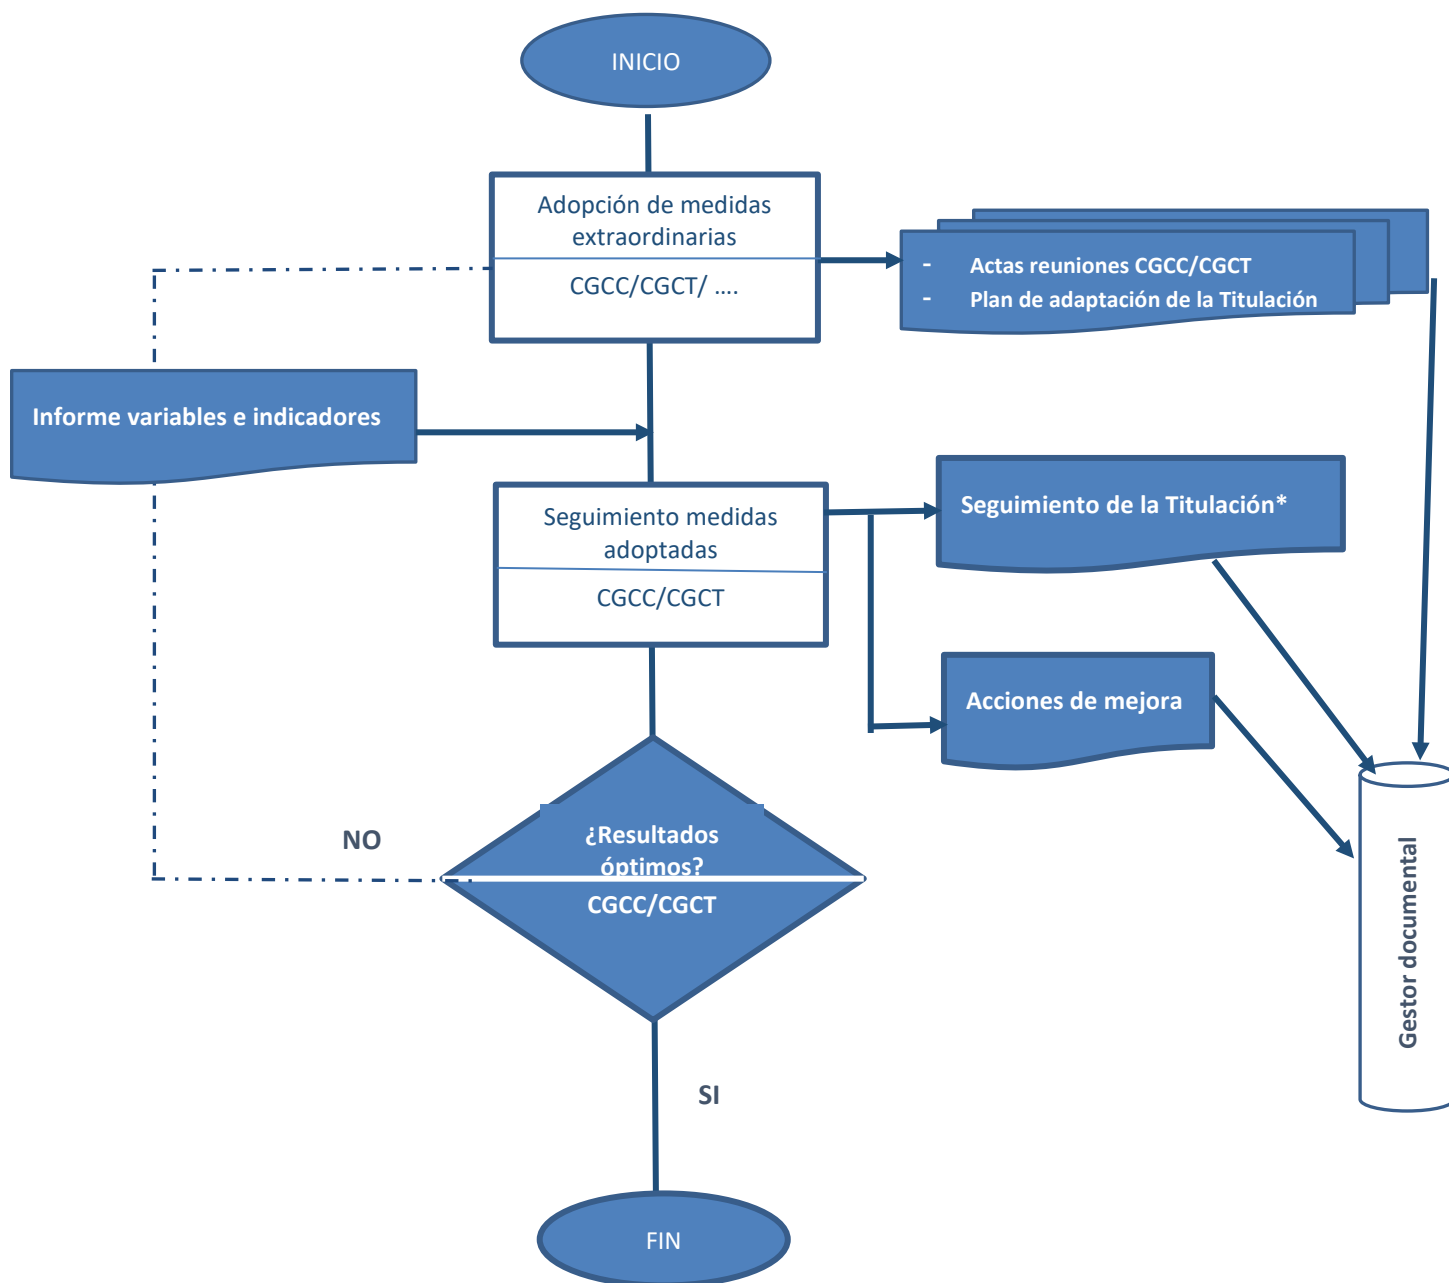 INICIO
Adopción de medidas
extraordinarias
CGCC/CGCT/ ....
- Actas reuniones CGCC/CGCT
- Plan de adaptación de la Titulación
Informe variables e indicadores
Seguimiento medidas
adoptadas
CGCC/CGCT
Seguimiento de la Titulación*
Acciones de mejora
¿Resultados
óptimos?
CGCC/CGCT
NO
Gestor documental
SI
FIN